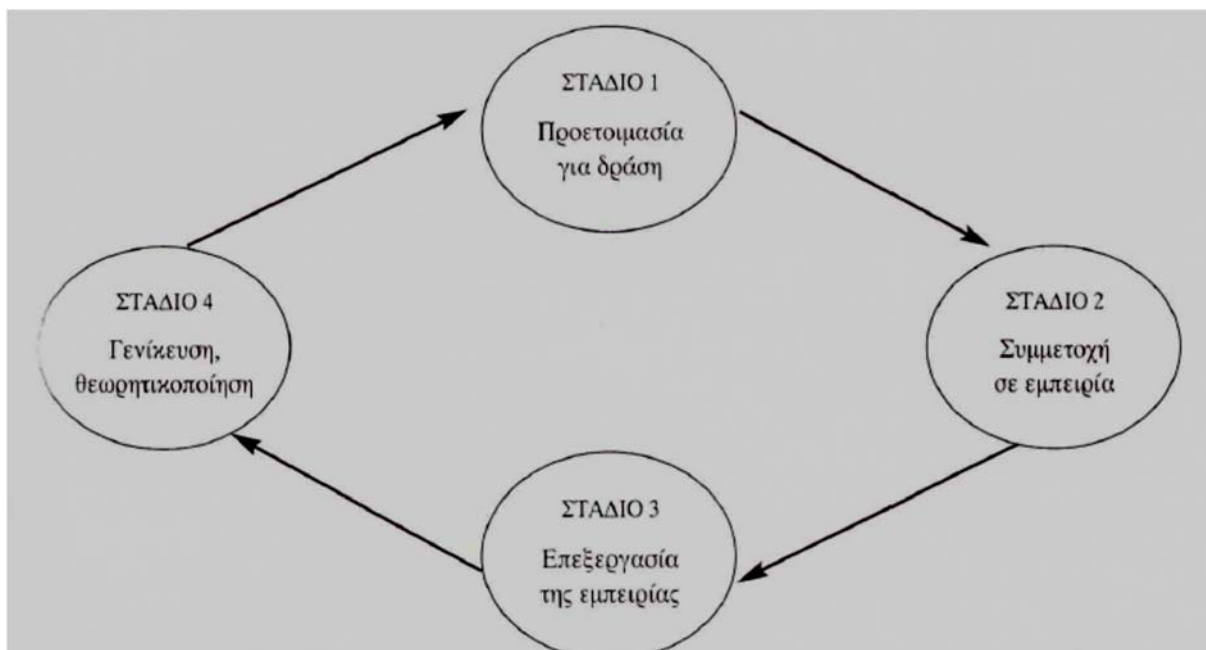 ΣΤΑΔΙΟ 1
Προετοιμασία
για δράση
ΣΤΑΔΙΟ 2
Συμμετοχή
σε εμπειρία
ΣΤΑΔΙΟ 3
Επεξεργασία
της εμπειρίας
ΣΤΑΔΙΟ 4
Γενίκευση,
θεωρητικοποίηση